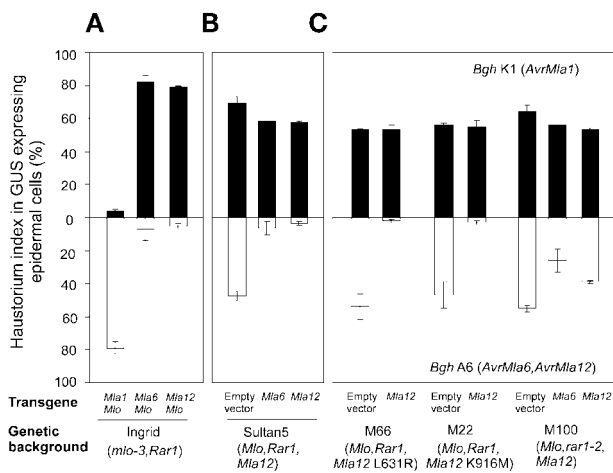 A B C
Haustorium index in GUS expressing
epidermal cells (%)
100
80
60
40
20
0
20
40
60
80
100
Bgh K1 (AvrMla1)
Bgh A6 (AvrMla6,AvrMla12)
Transgene
Mla1 Mla6 Mla12
Mlo Mlo Mlo
Empty Mla6 Mla12
vector
Empty Mla12
vector
Empty Mla12
vector
Empty Mla6 Mla12
vector
Genetic
background
Ingrid
(mlo-3,Rar1)
Sultan5
(Mlo,Rar1,
Mla12)
M66
(Mlo,Rar1,
Mla12 L631R)
M22
(Mlo,Rar1,
Mla12 K916M)
M100
(Mlo,rar1-2,
Mla12)